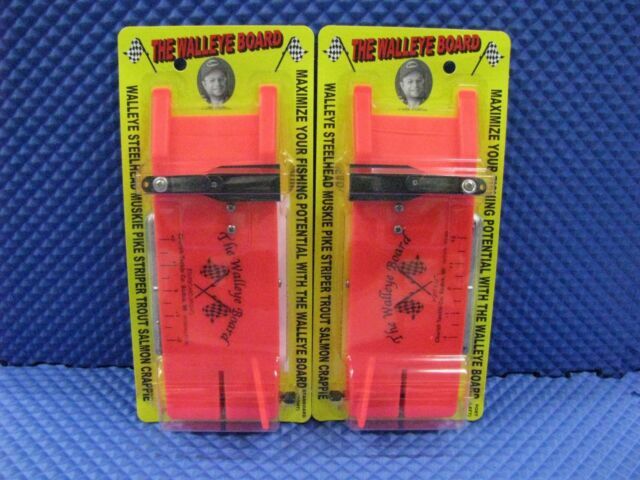 THE WALLEYE BOARD
MAXIMIZE YOUR FISHING POTENTIAL WITH THE WALLEYE BOARD
WALLEYE STEELHEAD MUSKIE PIKE STRIPER TROUT SALMON CRAPPIE
The Walleye Board
THE WALLEYE BOARD
MAXIMIZE YOUR FISHING POTENTIAL WITH THE WALLEYE BOARD
WALLEYE STEELHEAD MUSKIE PIKE STRIPER TROUT SALMON CRAPPIE
The Walleye Board